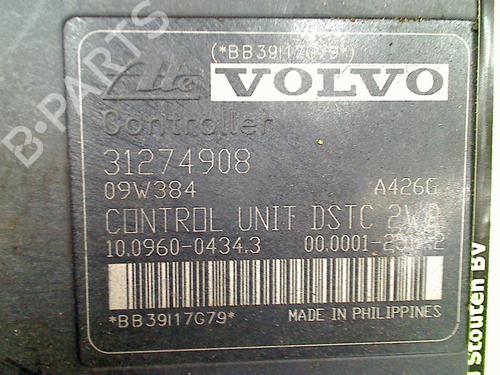 (*BB39I17G79*)
Ate VOLVO
Controller
31274908
09W384 A426G
CONTROL UNIT DSTC 2WD
10.0960-0434.3
*BB39I17G79* MADE IN PHILIPPINES
B-PARTS
Stouten BV